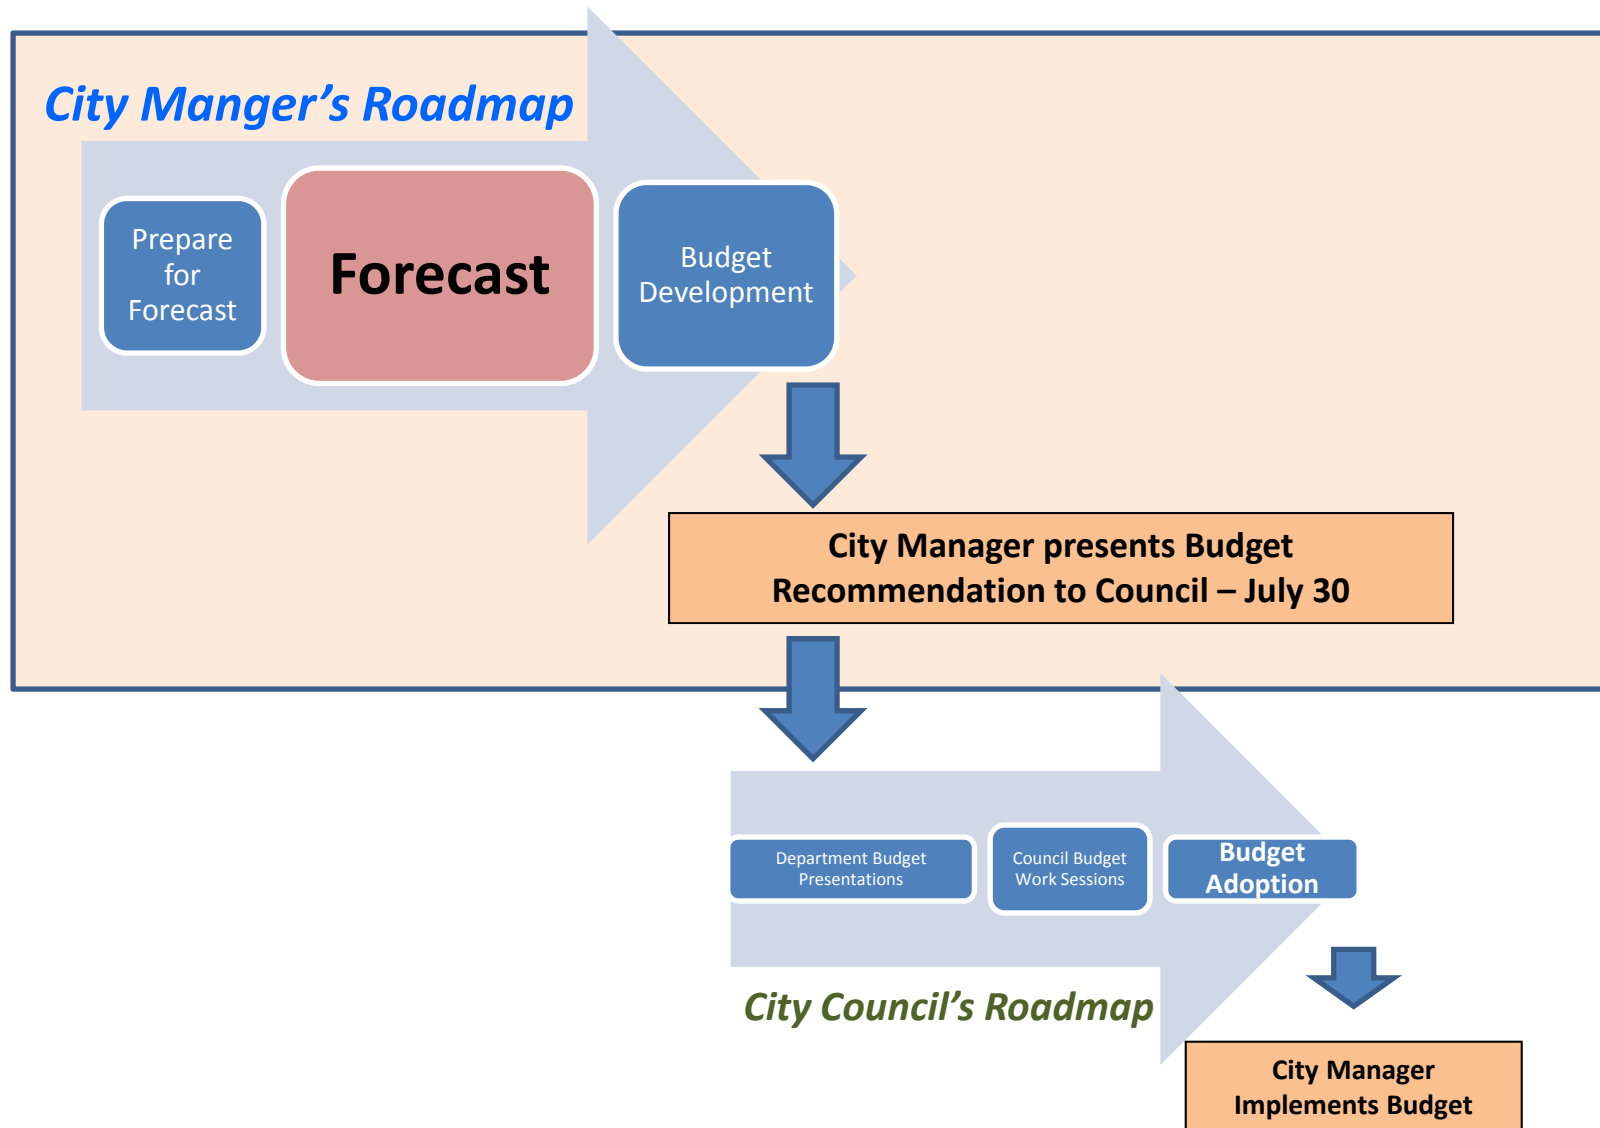 City Manger’s Roadmap
Prepare
for
Forecast
Forecast
Budget
Development
City Manager presents Budget
Recommendation to Council – July 30
Department Budget
Presentations
Council Budget
Work Sessions
Budget
Adoption
City Council’s Roadmap
City Manager
Implements Budget